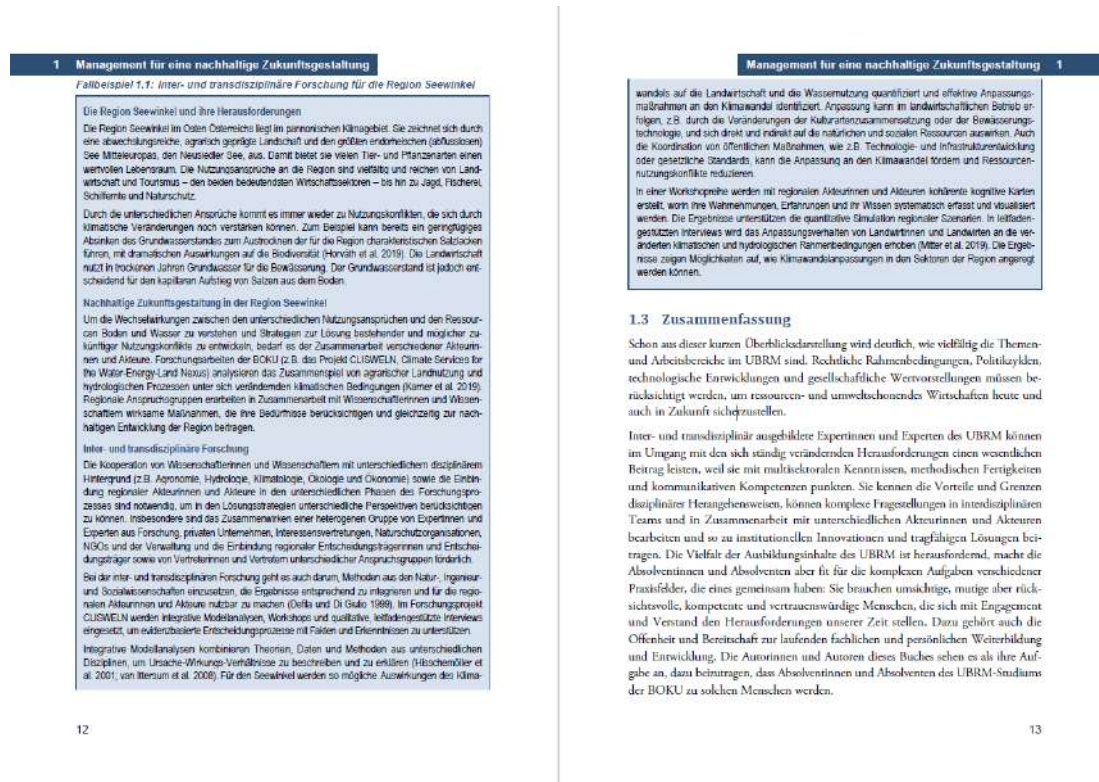 1 Management für eine nachhaltige Zukunftsgestaltung
Fallbeispiel 1.1: Inter- und transdisziplinäre Forschung für die Region Seewinkel
Die Region Seewinkel und ihre Herausforderungen
Die Region Seewinkel im Osten Österreichs liegt im pannonischen Klimagebiet. Sie zeichnet sich durch
eine abwechslungsreiche, agrarisch geprägte Landschaft und den größten endorheischen (abflusslosen)
See Mitteleuropas, den Neusiedler See, aus. Damit bietet sie vielen Tier- und Pflanzenarten einen
wertvollen Lebensraum. Die Nutzungsansprüche an die Region sind vielfältig und reichen von Land-
wirtschaft und Tourismus – den beiden bedeutendsten Wirtschaftssektoren – bis hin zu Jagd, Fischerei,
Schilfernte und Naturschutz.
Durch die unterschiedlichen Ansprüche kommt es immer wieder zu Nutzungskonflikten, die sich durch
klimatische Veränderungen noch verstärken können. Zum Beispiel kann bereits ein geringfügiges
Absinken des Grundwasserstandes zum Austrocknen der für die Region charakteristischen Salzlacken
führen, mit dramatischen Auswirkungen auf die Biodiversität (Horváth et al. 2019). Die Landwirtschaft
nutzt in trockenen Jahren Grundwasser für die Bewässerung. Der Grundwasserstand ist jedoch ent-
scheidend für den kapillaren Aufstieg von Salzen aus dem Boden.
Nachhaltige Zukunftsgestaltung in der Region Seewinkel
Um die Wechselwirkungen zwischen den unterschiedlichen Nutzungsansprüchen und den Ressour-
cen Boden und Wasser zu verstehen und Strategien zur Lösung bestehender und möglicher zu-
künftiger Nutzungskonflikte zu entwickeln, bedarf es der Zusammenarbeit verschiedener Akteurin-
nen und Akteure. Forschungsarbeiten der BOKU (z.B. das Projekt CLISWELN, Climate Services for
the Water-Energy-Land Nexus) analysieren das Zusammenspiel von agrarischer Landnutzung und
hydrologischen Prozessen unter sich verändernden klimatischen Bedingungen (Karner et al. 2019).
Regionale Anspruchsgruppen erarbeiten in Zusammenarbeit mit Wissenschaftlerinnen und Wissen-
schaftlern wirksame Maßnahmen, die ihre Bedürfnisse berücksichtigen und gleichzeitig zur nach-
haltigen Entwicklung der Region beitragen.
Inter- und transdisziplinäre Forschung
Die Kooperation von Wissenschaftlerinnen und Wissenschaftlern mit unterschiedlichem disziplinärem
Hintergrund (z.B. Agronomie, Hydrologie, Klimatologie, Ökologie und Ökonomie) sowie die Einbin-
dung regionaler Akteurinnen und Akteure in den unterschiedlichen Phasen des Forschungspro-
zesses sind notwendig, um in den Lösungsstrategien unterschiedliche Perspektiven berücksichtigen
zu können. Insbesondere sind das Zusammenwirken einer heterogenen Gruppe von Expertinnen und
Experten aus Forschung, privaten Unternehmen, Interessensvertretungen, Naturschutzorganisationen,
NGOs und der Verwaltung und die Einbindung regionaler Entscheidungsträgerinnen und Entschei-
dungsträger sowie von Vertreterinnen und Vertretern unterschiedlicher Anspruchsgruppen förderlich.
Bei der inter- und transdisziplinären Forschung geht es auch darum, Methoden aus den Natur-, Ingenieur-
und Sozialwissenschaften einzusetzen, die Ergebnisse entsprechend zu integrieren und für die regio-
nalen Akteurinnen und Akteure nutzbar zu machen (Defila und Di Giulio 1999). Im Forschungsprojekt
CLISWELN werden integrative Modellanalysen, Workshops und qualitative, leitfadengestützte Interviews
eingesetzt, um evidenzbasierte Entscheidungsprozesse mit Fakten und Erkenntnissen zu unterstützen.
Integrative Modellanalysen kombinieren Theorien, Daten und Methoden aus unterschiedlichen
Disziplinen, um Ursache-Wirkungs-Verhältnisse zu beschreiben und zu erklären (Hisschemöller et
al. 2001; van Ittersum et al. 2008). Für den Seewinkel werden so mögliche Auswirkungen des Klima-
12
Management für eine nachhaltige Zukunftsgestaltung 1
wandels auf die Landwirtschaft und die Wassernutzung quantifiziert und effektive Anpassungs-
maßnahmen an den Klimawandel identifiziert. Anpassung kann im landwirtschaftlichen Betrieb er-
folgen, z.B. durch die Veränderungen der Kulturartenzusammensetzung oder der Bewässerungs-
technologie, und sich direkt und indirekt auf die natürlichen und sozialen Ressourcen auswirken. Auch
die Koordination von öffentlichen Maßnahmen, wie z.B. Technologie- und Infrastrukturentwicklung
oder gesetzliche Standards, kann die Anpassung an den Klimawandel fördern und Ressourcen-
nutzungskonflikte reduzieren.
In einer Workshopreihe werden mit regionalen Akteurinnen und Akteuren kohärente kognitive Karten
erstellt, worin ihre Wahrnehmungen, Erfahrungen und ihr Wissen systematisch erfasst und visualisiert
werden. Die Ergebnisse unterstützen die quantitative Simulation regionaler Szenarien. In leitfaden-
gestützten Interviews wird das Anpassungsverhalten von Landwirtinnen und Landwirten an die ver-
änderten klimatischen und hydrologischen Rahmenbedingungen erhoben (Mitter et al. 2019). Die Ergeb-
nisse zeigen Möglichkeiten auf, wie Klimawandelanpassungen in den Sektoren der Region angeregt
werden können.
1.3 Zusammenfassung
Schon aus dieser kurzen Überblicksdarstellung wird deutlich, wie vielfältig die Themen-
und Arbeitsbereiche im UBRM sind. Rechtliche Rahmenbedingungen, Politikzyklen,
technologische Entwicklungen und gesellschaftliche Wertvorstellungen müssen be-
rücksichtigt werden, um ressourcen- und umweltschonendes Wirtschaften heute und
auch in Zukunft sicherzustellen.
Inter- und transdisziplinär ausgebildete Expertinnen und Experten des UBRM können
im Umgang mit den sich ständig verändernden Herausforderungen einen wesentlichen
Beitrag leisten, weil sie mit multisektoralen Kenntnissen, methodischen Fertigkeiten
und kommunikativen Kompetenzen punkten. Sie kennen die Vorteile und Grenzen
disziplinärer Herangehensweisen, können komplexe Fragestellungen in interdisziplinären
Teams und in Zusammenarbeit mit unterschiedlichen Akteurinnen und Akteuren
bearbeiten und so zu institutionellen Innovationen und tragfähigen Lösungen bei-
tragen. Die Vielfalt der Ausbildungsinhalte des UBRM ist herausfordernd, macht die
Absolventinnen und Absolventen aber fit für die komplexen Aufgaben verschiedener
Praxisfelder, die eines gemeinsam haben: Sie brauchen umsichtige, mutige aber rück-
sichtsvolle, kompetente und vertrauenswürdige Menschen, die sich mit Engagement
und Verstand den Herausforderungen unserer Zeit stellen. Dazu gehört auch die
Offenheit und Bereitschaft zur laufenden fachlichen und persönlichen Weiterbildung
und Entwicklung. Die Autorinnen und Autoren dieses Buches sehen es als ihre Auf-
gabe an, dazu beizutragen, dass Absolventinnen und Absolventen des UBRM-Studiums
der BOKU zu solchen Menschen werden.
13